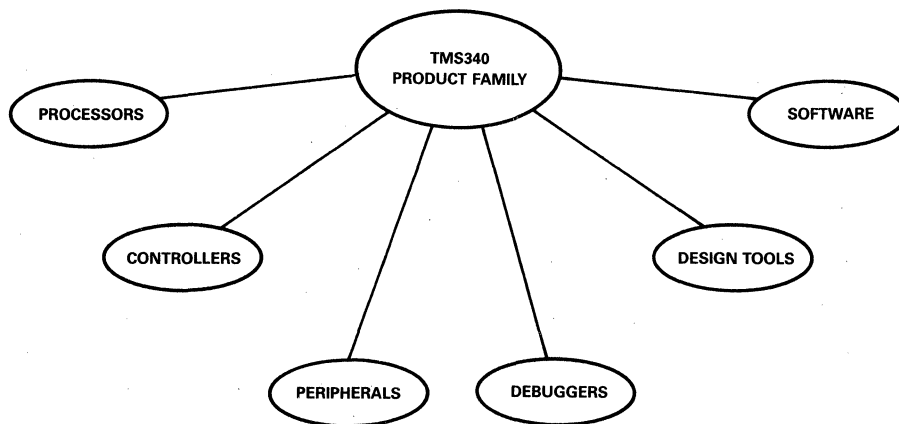 TMS340
PRODUCT FAMILY
PROCESSORS
SOFTWARE
CONTROLLERS
DESIGN TOOLS
PERIPHERALS
DEBUGGERS